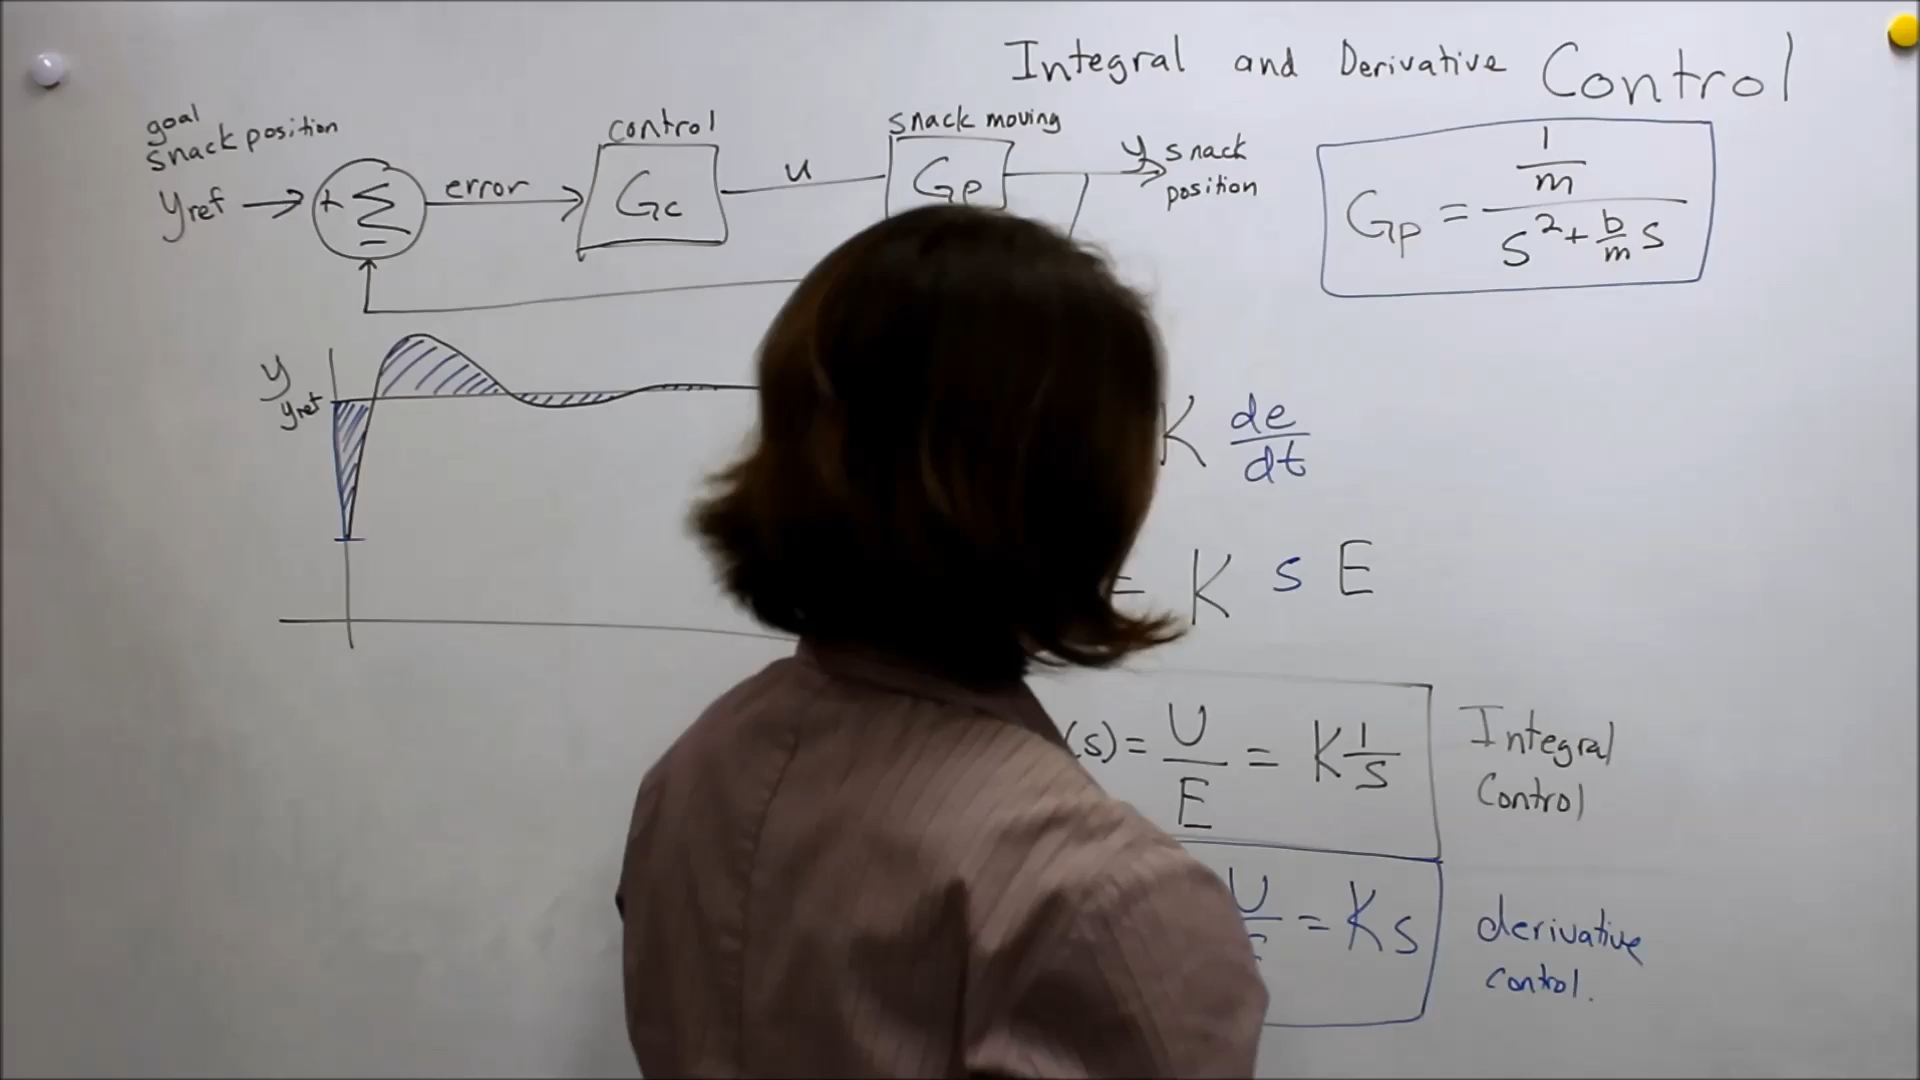 Integral and Derivative Control
goal
snack position
control
snack moving
yref
+
Σ
−
error
Gc
u
Gp
y snack
position
Gp = 1/m / s² + b/m s
y
yref
K de/dt
= K s E
(s) = U/E = K 1/s
Integral
Control
U = Ks
derivative
control.